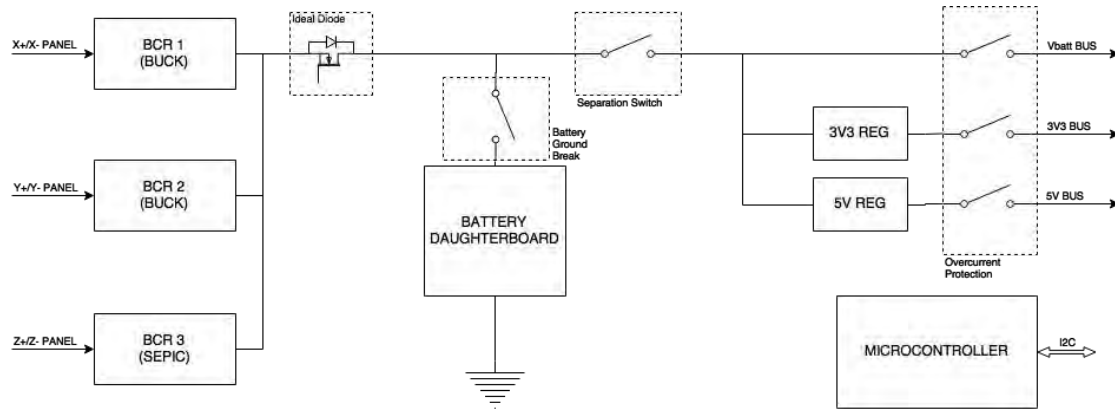 Ideal Diode
X+/X- PANEL
BCR 1
(BUCK)
Vbatt BUS
Separation Switch
Battery
Ground
Break
3V3 REG
3V3 BUS
Y+/Y- PANEL
BCR 2
(BUCK)
5V REG
5V BUS
BATTERY
DAUGHTERBOARD
Overcurrent
Protection
Z+/Z- PANEL
BCR 3
(SEPIC)
MICROCONTROLLER
I2C